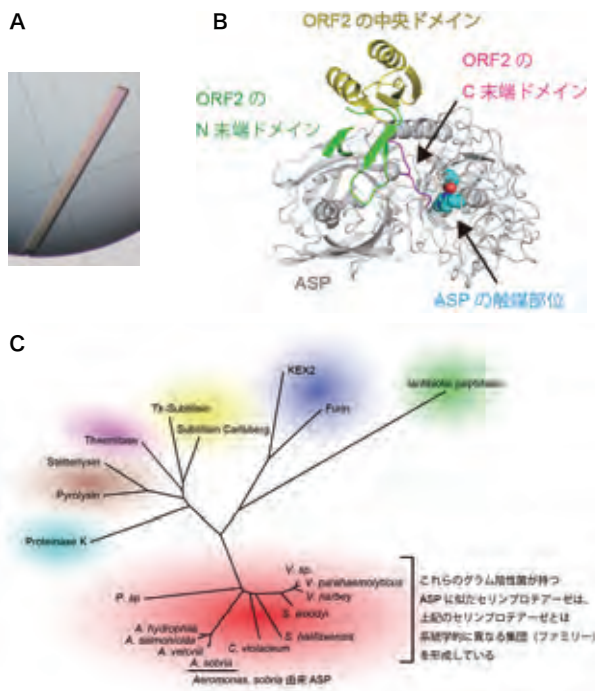 A
B
ORF2 の中央ドメイン
ORF2 の
C 末端ドメイン
ORF2 の
N 末端ドメイン
ASP
ASP の触媒部位
C
KEX2
Furin
lantibiotic peptidase
Tk-Subtilisin
Subtilisin Carlsberg
Thermitase
Stetterlysin
Pyrolysin
Proteinase K
V. sp.
V. parahaemolyticus
V. harvey
P. sp
S. woodyi
A. hydrophila
A. salmonicida
A. veronii
C. violaceum
S. halifaxensis
A. sobria
Aeromonas. sobria 由来 ASP
これらのグラム陰性菌が持つ
ASP に似たセリンプロテアーゼは、
上記のセリンプロテアーゼとは
系統学的に異なる集団（ファミリー）
を形成している